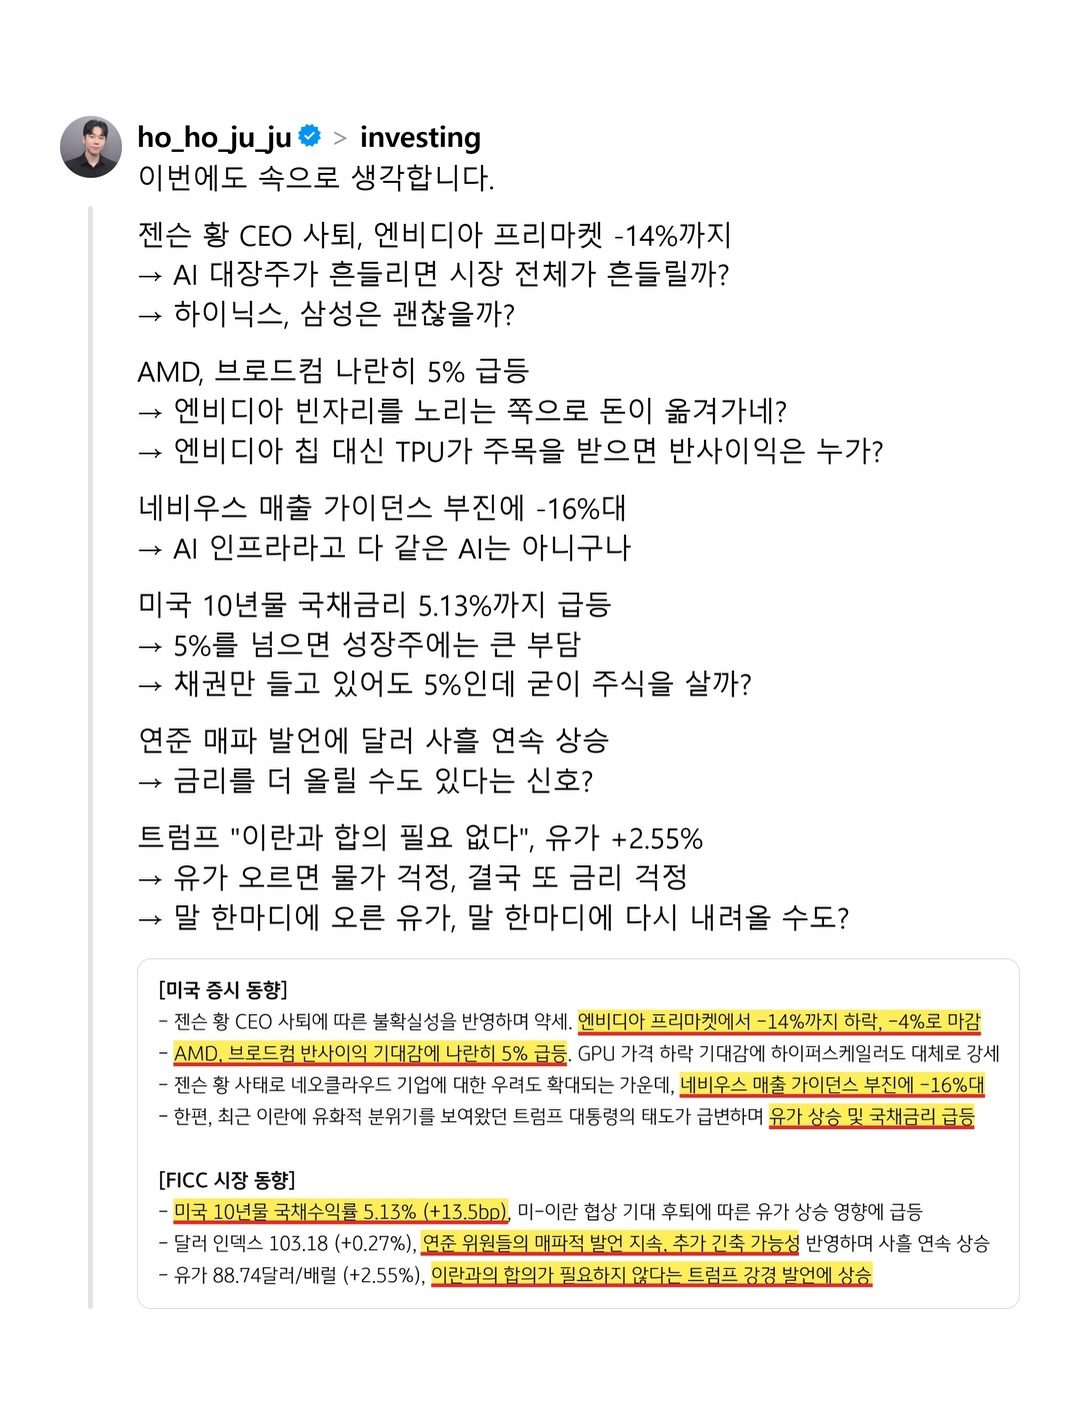 ho_ho_ju_ju > investing
이번에도 속으로 생각합니다.
젠슨 황 CEO 사퇴, 엔비디아 프리마켓 -14%까지
→ AI 대장주가 흔들리면 시장 전체가 흔들릴까?
→ 하이닉스, 삼성은 괜찮을까?
AMD, 브로드컴 나란히 5% 급등
→ 엔비디아 빈자리를 노리는 쪽으로 돈이 옮겨가네?
→ 엔비디아 칩 대신 TPU가 주목을 받으면 반사이익은 누가?
네비우스 매출 가이던스 부진에 -16%대
→ AI 인프라라고 다 같은 AI는 아니구나
미국 10년물 국채금리 5.13%까지 급등
→ 5%를 넘으면 성장주에는 큰 부담
→ 채권만 들고 있어도 5%인데 굳이 주식을 살까?
연준 매파 발언에 달러 사흘 연속 상승
→ 금리를 더 올릴 수도 있다는 신호?
트럼프 "이란과 합의 필요 없다", 유가 +2.55%
→ 유가 오르면 물가 걱정, 결국 또 금리 걱정
→ 말 한마디에 오른 유가, 말 한마디에 다시 내려올 수도?
[미국 증시 동향]
- 젠슨 황 CEO 사퇴에 따른 불확실성을 반영하며 약세. 엔비디아 프리마켓에서 -14%까지 하락, -4%로 마감
- AMD, 브로드컴 반사이익 기대감에 나란히 5% 급등. GPU 가격 하락 기대감에 하이퍼스케일러도 대체로 강세
- 젠슨 황 사태로 네오클라우드 기업에 대한 우려도 확대되는 가운데, 네비우스 매출 가이던스 부진에 -16%대
- 한편, 최근 이란에 유화적 분위기를 보여왔던 트럼프 대통령의 태도가 급변하며 유가 상승 및 국채금리 급등
[FICC 시장 동향]
- 미국 10년물 국채수익률 5.13% (+13.5bp), 미-이란 협상 기대 후퇴에 따른 유가 상승 영향에 급등
- 달러 인덱스 103.18 (+0.27%), 연준 위원들의 매파적 발언 지속, 추가 긴축 가능성 반영하며 사흘 연속 상승
- 유가 88.74달러/배럴 (+2.55%), 이란과의 합의가 필요하지 않다는 트럼프 강경 발언에 상승